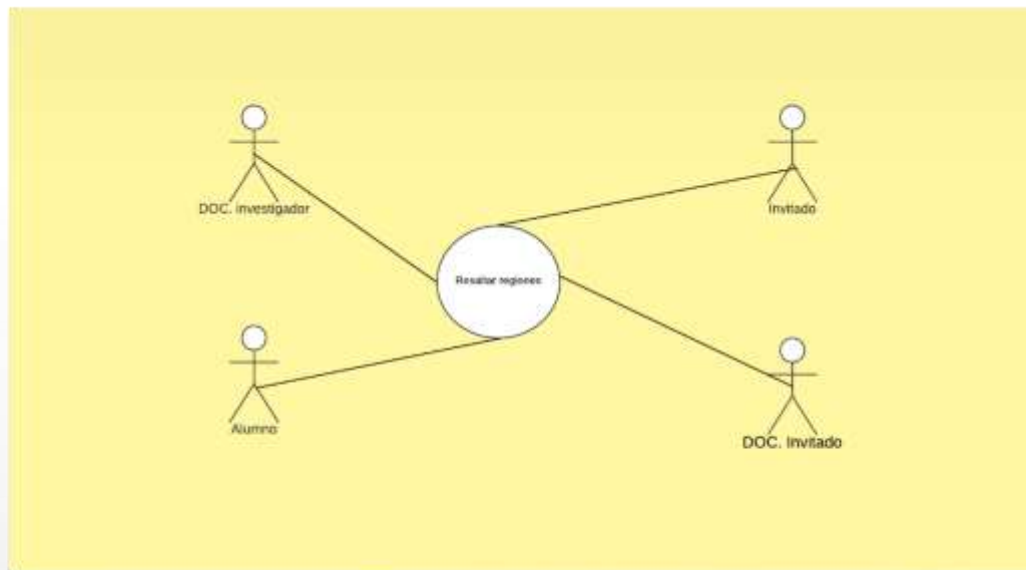 DOC. investigador
Invitado
Resaltar regiones
Alumno
DOC. Invitado